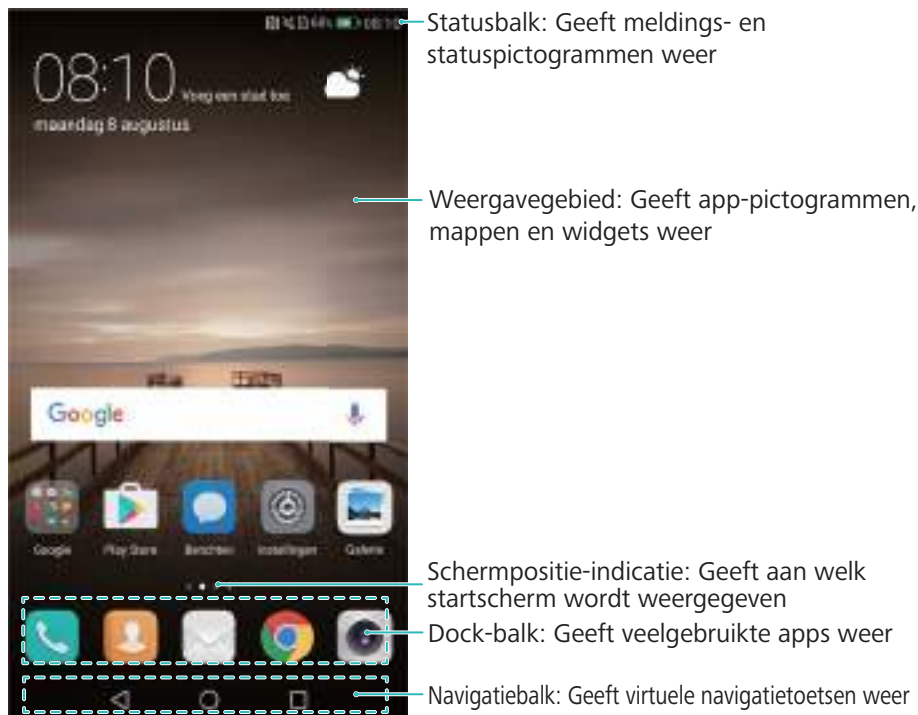 08:10
Statusbalk: Geeft meldings- en
statuspictogrammen weer
08:10
Voeg een stad toe
maandag 8 augustus
Weergavegebied: Geeft app-pictogrammen,
mappen en widgets weer
Google
Google
Play Store
Berichten
Instellingen
Galerie
Schermpositie-indicatie: Geeft aan welk
startscherm wordt weergegeven
Dock-balk: Geeft veelgebruikte apps weer
Navigatiebalk: Geeft virtuele navigatietoetsen weer